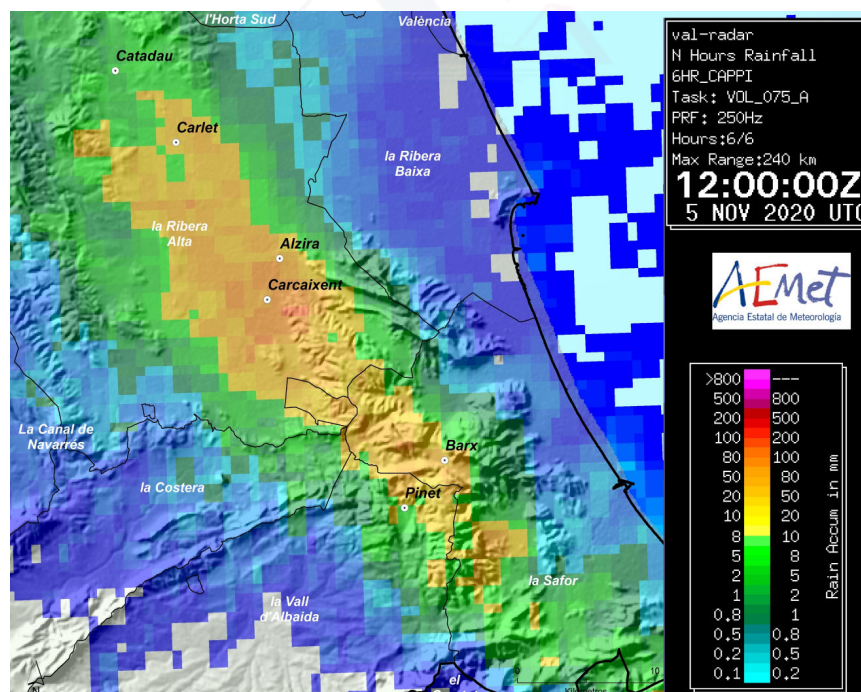 l'Horta Sud
València
Catadau
Carlet
la Ribera
Baixa
la Ribera
Alta
Alzira
Carcaixent
La Canal de
Navarrés
la Costera
Barx
Pinet
la Safor
la Vall
d'Albaida
el
N
0
10
Kilómetros
val-radar
N Hours Rainfall
6HR_CAPPI
Task: VOL_075_A
PRF: 250Hz
Hours:6/6
Max Range:240 km
12:00:00Z
5 NOV 2020 UTC
AEMet
Agencia Estatal de Meteorología
>800 ---
500 800
200 500
100 200
80 100
50 80
20 50
10 20
8 10
5 8
2 5
1 2
0.8 1
0.5 0.8
0.2 0.5
0.1 0.2
Rain Accum in mm